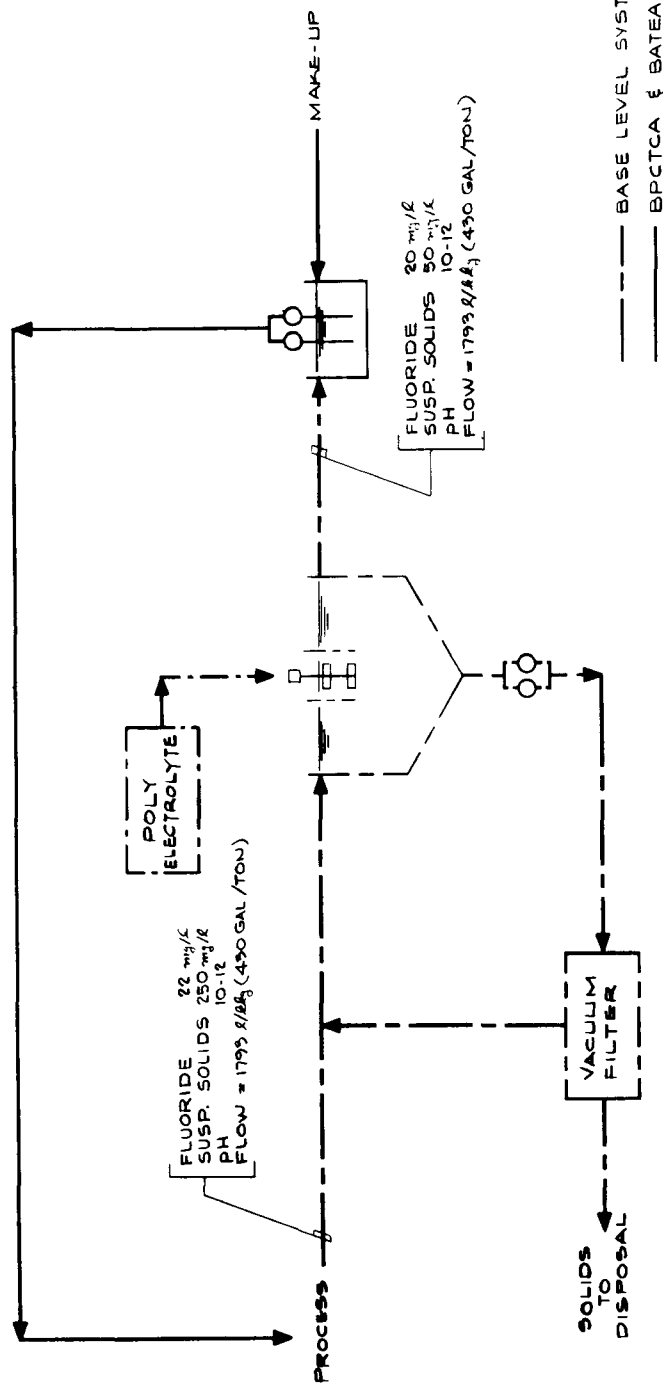 PROCESS
FLUORIDE 22 mg/l
SUSP. SOLIDS 250 mg/l
PH 10-12
FLOW = 1793 l/kkg (430 GAL/TON)
POLY
ELECTROLYTE
FLUORIDE 20 mg/l
SUSP. SOLIDS 50 mg/l
PH 10-12
FLOW = 1793 l/kkg (430 GAL/TON)
MAKE-UP
VACUUM
FILTER
SOLIDS
TO
DISPOSAL
BASE LEVEL SYST
BPCTCA & BATEA